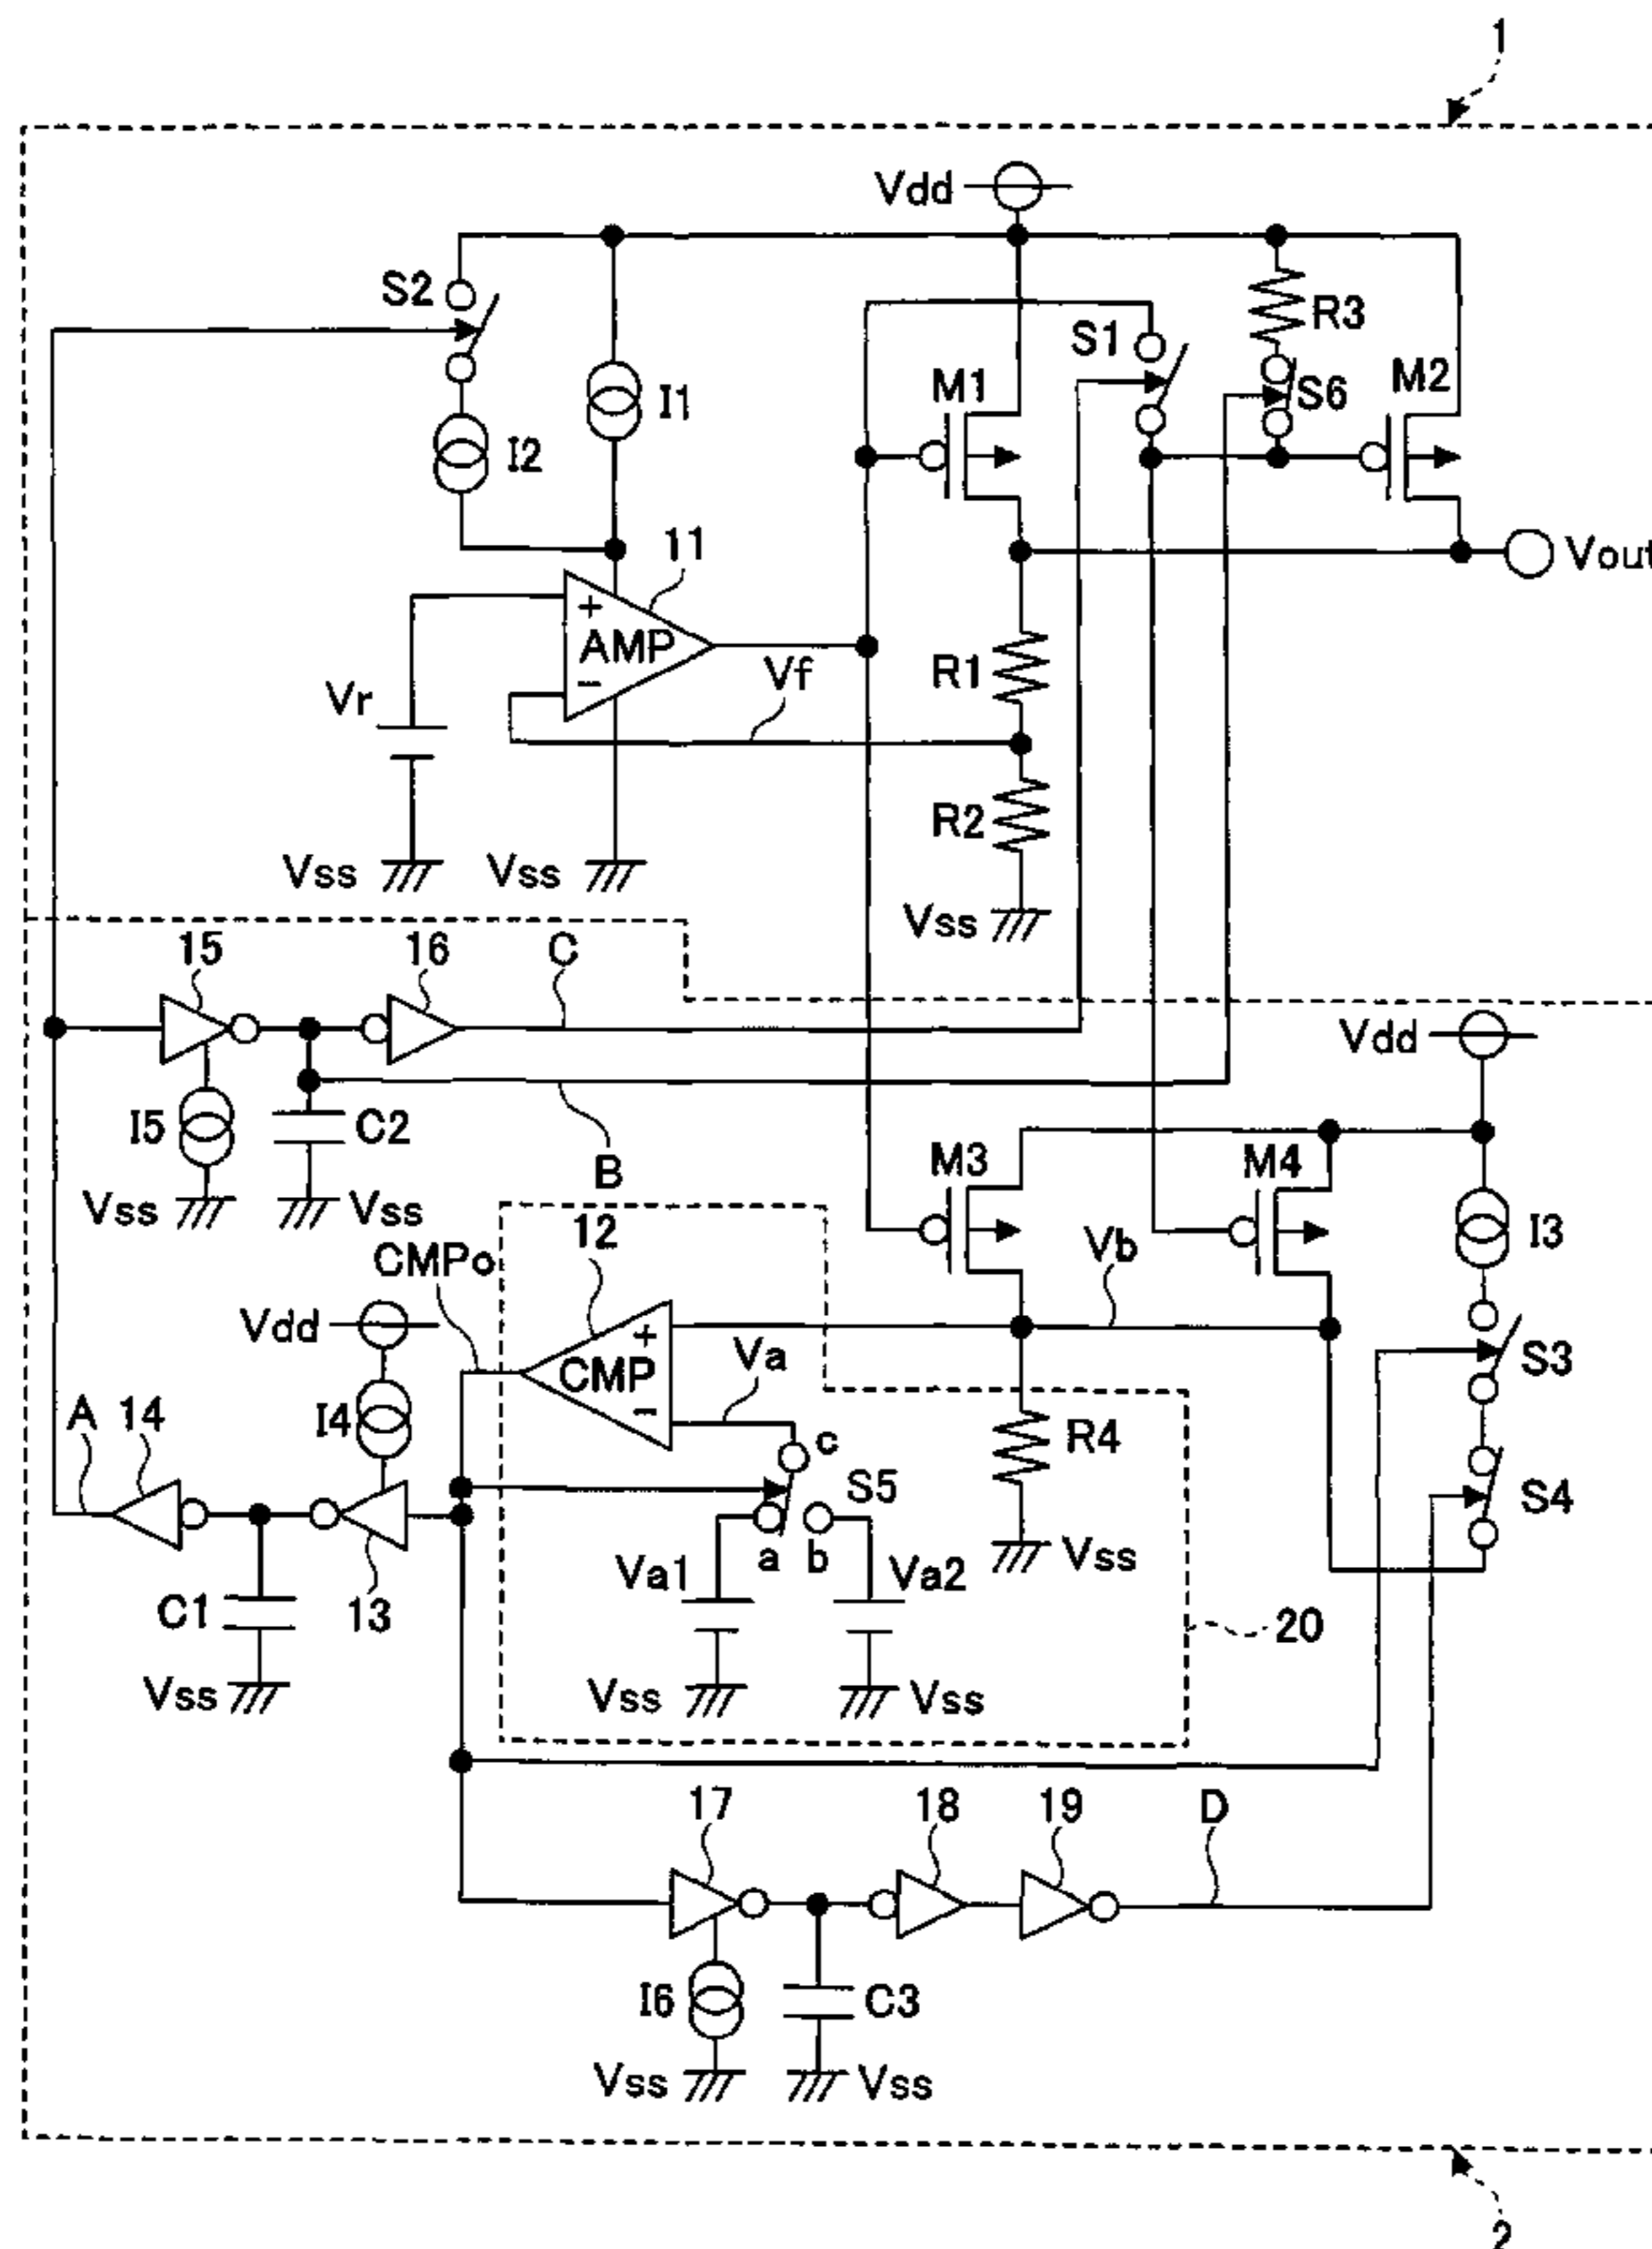 1
Vdd
S2
R3
S1
M1
S6
M2
I1
I2
11
Vout
+
AMP
-
Vf
R1
Vr
R2
Vss
Vss
Vss
15
16
C
Vdd
I5
C2
B
M3
M4
Vss
Vss
12
CMPo
Vb
I3
Vdd
+
CMP
-
Va
S3
A
14
I4
c
R4
S5
S4
a
b
Vss
Va1
Va2
C1
13
20
Vss
Vss
Vss
17
18
19
D
I6
C3
Vss
Vss
2